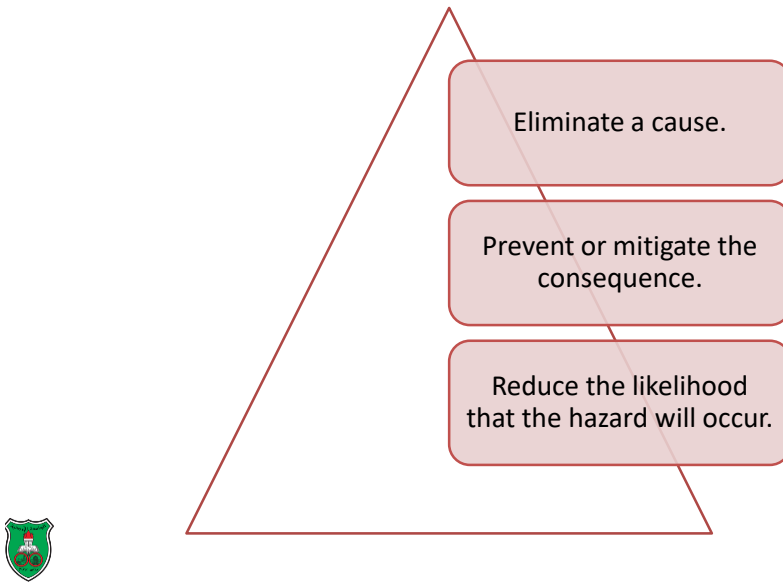 Eliminate a cause.
Prevent or mitigate the
consequence.
Reduce the likelihood
that the hazard will occur.